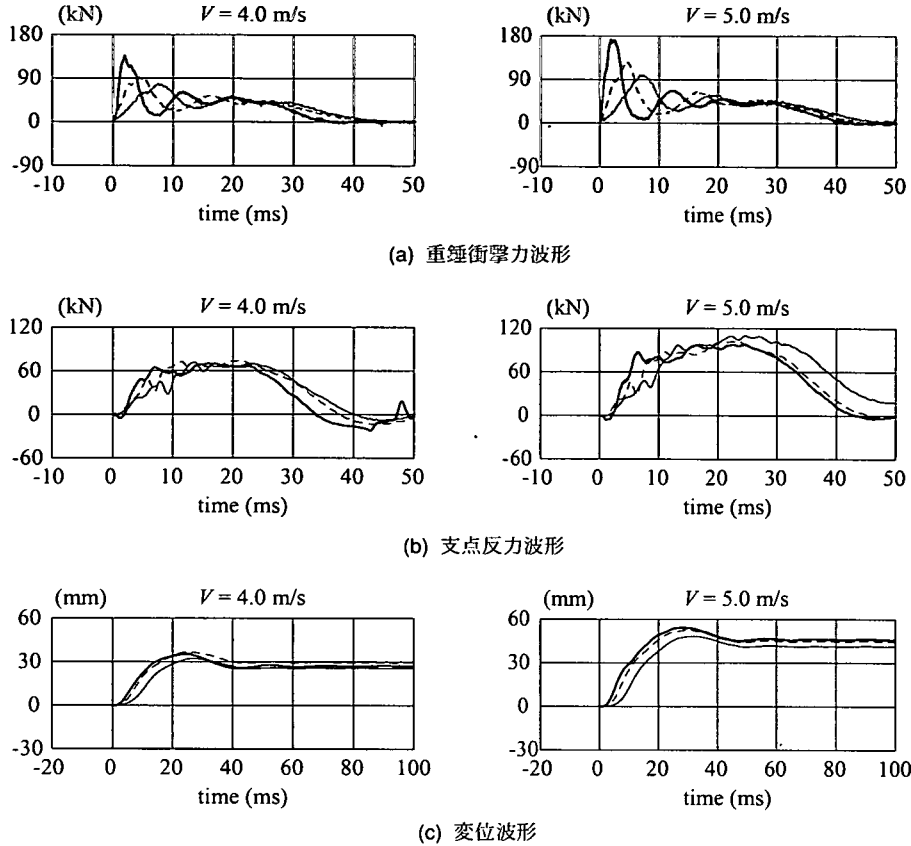 (kN) V = 4.0 m/s
180
90
0
-90
-10 0 10 20 30 40 50
time (ms)
(kN) V = 5.0 m/s
180
90
0
-90
-10 0 10 20 30 40 50
time (ms)
(a) 重錘衝撃力波形
(kN) V = 4.0 m/s
120
60
0
-60
-10 0 10 20 30 40 50
time (ms)
(kN) V = 5.0 m/s
120
60
0
-60
-10 0 10 20 30 40 50
time (ms)
(b) 支点反力波形
(mm) V = 4.0 m/s
60
30
0
-30
-20 0 20 40 60 80 100
time (ms)
(mm) V = 5.0 m/s
60
30
0
-30
-20 0 20 40 60 80 100
time (ms)
(c) 変位波形